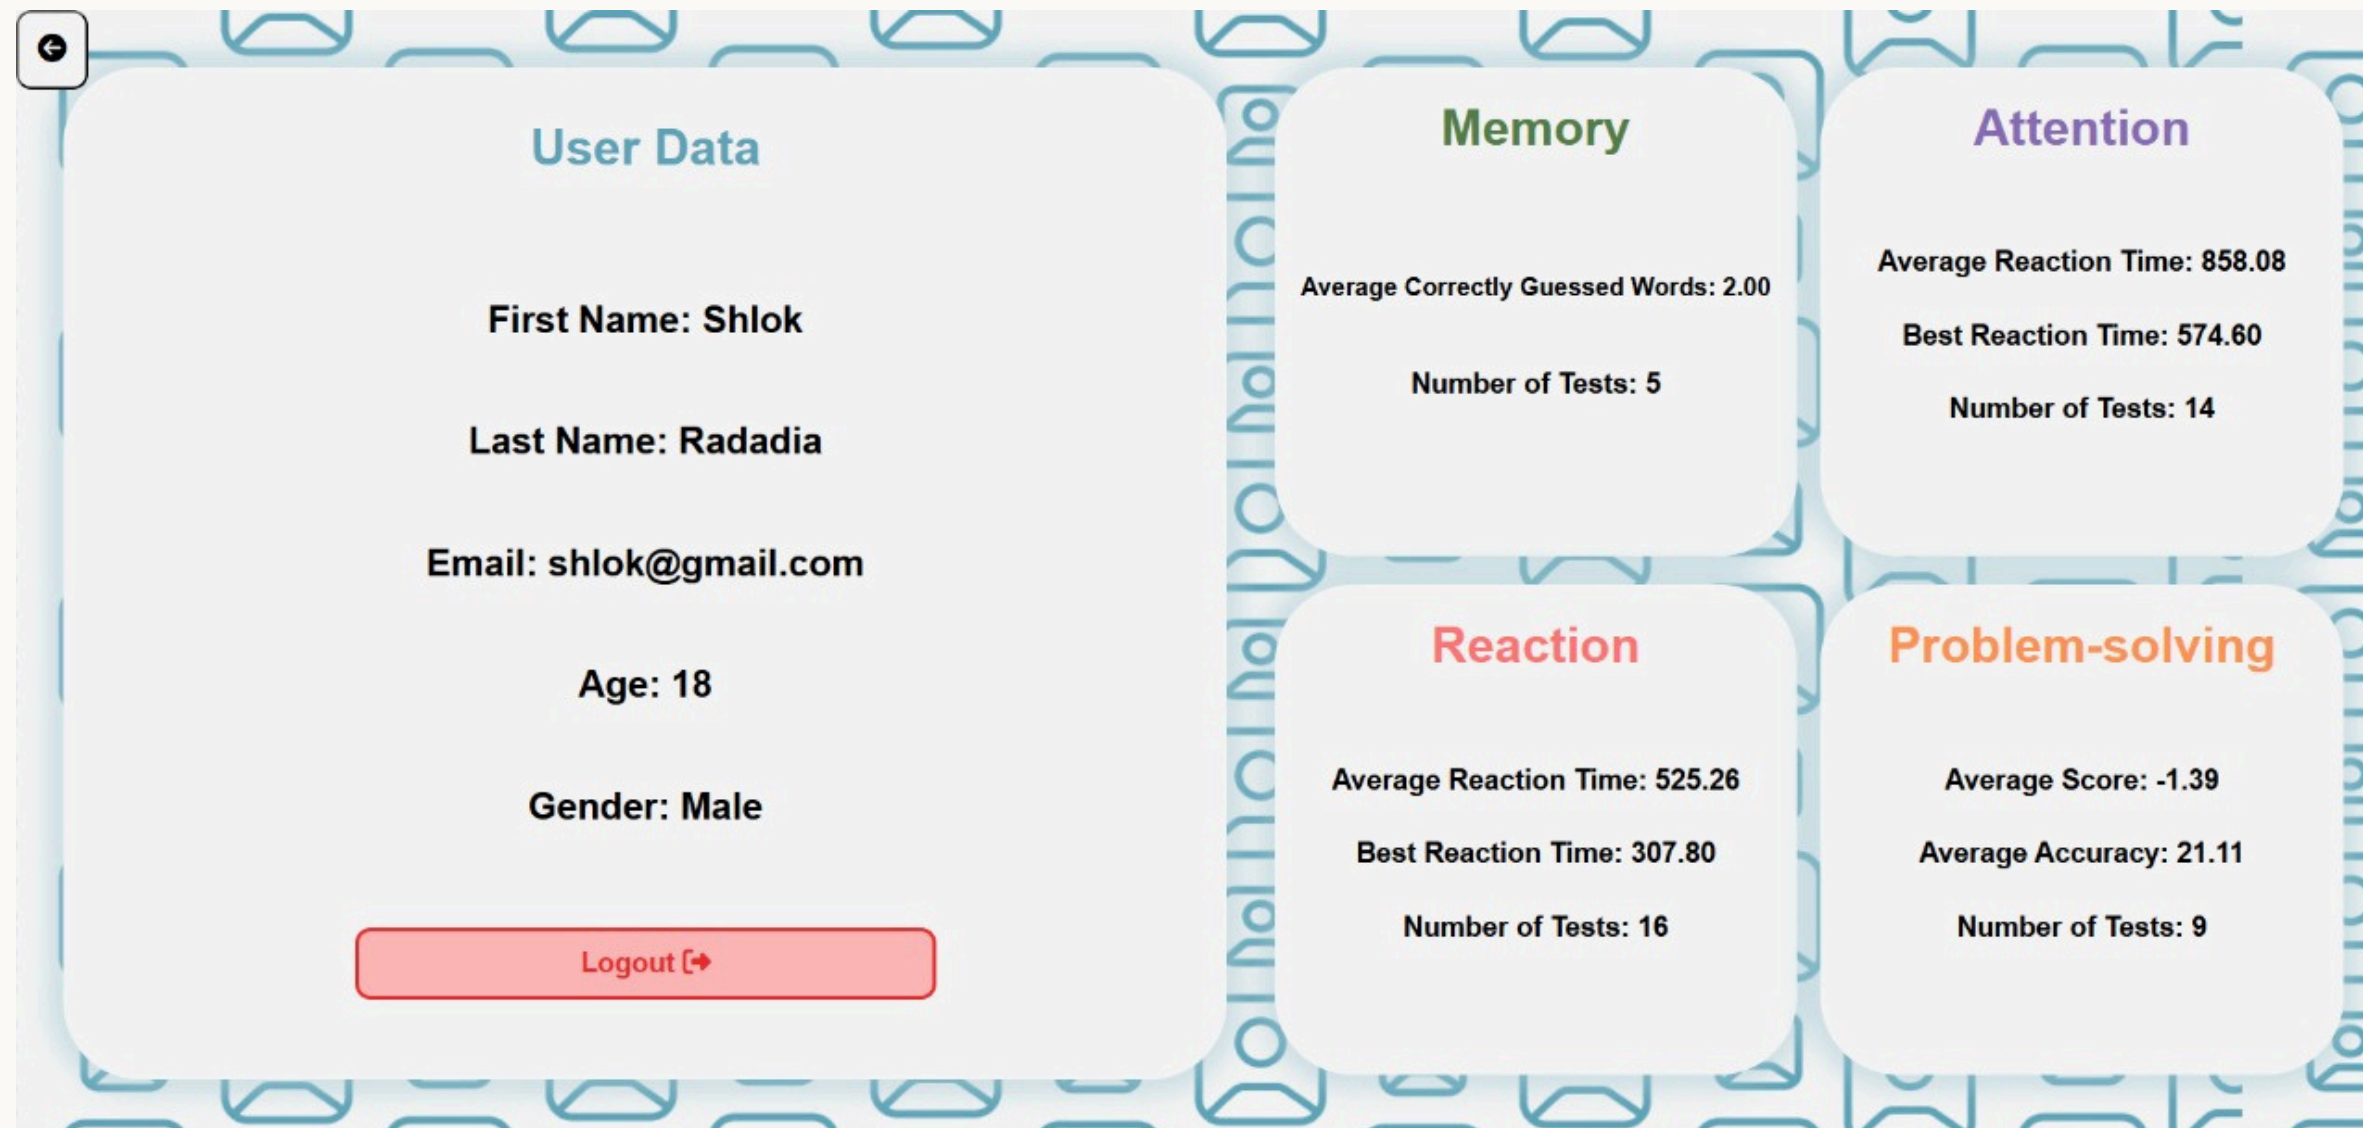 User Data
First Name: Shlok
Last Name: Radadia
Email: shlok@gmail.com
Age: 18
Gender: Male
Logout
Memory
Average Correctly Guessed Words: 2.00
Number of Tests: 5
Attention
Average Reaction Time: 858.08
Best Reaction Time: 574.60
Number of Tests: 14
Reaction
Average Reaction Time: 525.26
Best Reaction Time: 307.80
Number of Tests: 16
Problem-solving
Average Score: -1.39
Average Accuracy: 21.11
Number of Tests: 9